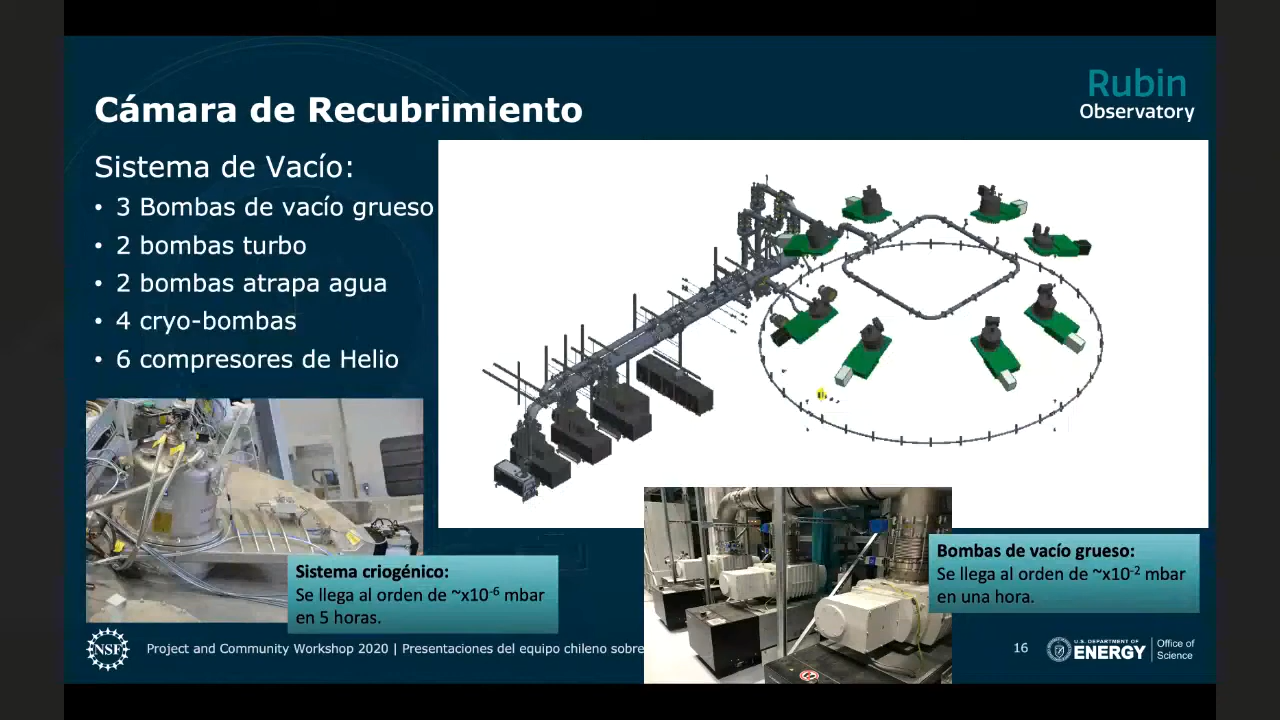 Rubin
Observatory
Cámara de Recubrimiento
Sistema de Vacío:
• 3 Bombas de vacío grueso
• 2 bombas turbo
• 2 bombas atrapa agua
• 4 cryo-bombas
• 6 compresores de Helio
Sistema criogénico:
Se llega al orden de ~x10⁻⁶ mbar
en 5 horas.
Bombas de vacío grueso:
Se llega al orden de ~x10⁻² mbar
en una hora.
NSF
Project and Community Workshop 2020 | Presentaciones del equipo chileno sobre
16
U.S. DEPARTMENT OF
ENERGY
Office of
Science